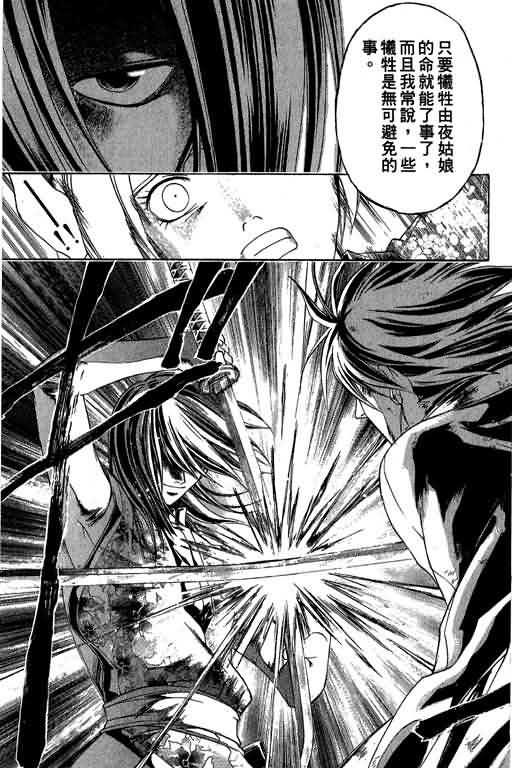 只要犧牲由夜姑娘
的命就能了事了，
而且我常說，一些
犧牲是無可避免的
事。